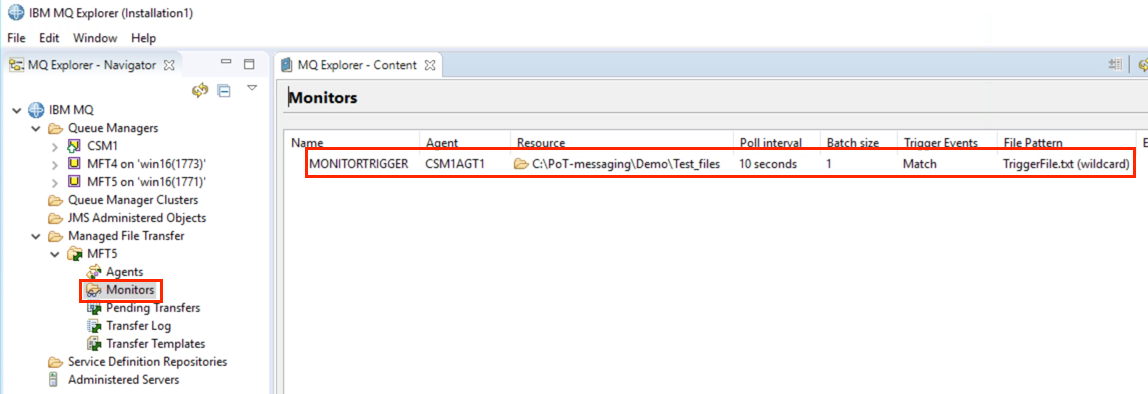 IBM MQ Explorer (Installation1)
File Edit Window Help
MQ Explorer - Navigator
IBM MQ
Queue Managers
CSM1
MFT4 on 'win16(1773)'
MFT5 on 'win16(1771)'
Queue Manager Clusters
JMS Administered Objects
Managed File Transfer
MFT5
Agents
Monitors
Pending Transfers
Transfer Log
Transfer Templates
Service Definition Repositories
Administered Servers
MQ Explorer - Content
Monitors
Name Agent Resource Poll interval Batch size Trigger Events File Pattern E
MONITORTRIGGER CSM1AGT1 C:\PoT-messaging\Demo\Test_files 10 seconds 1 Match TriggerFile.txt (wildcard)